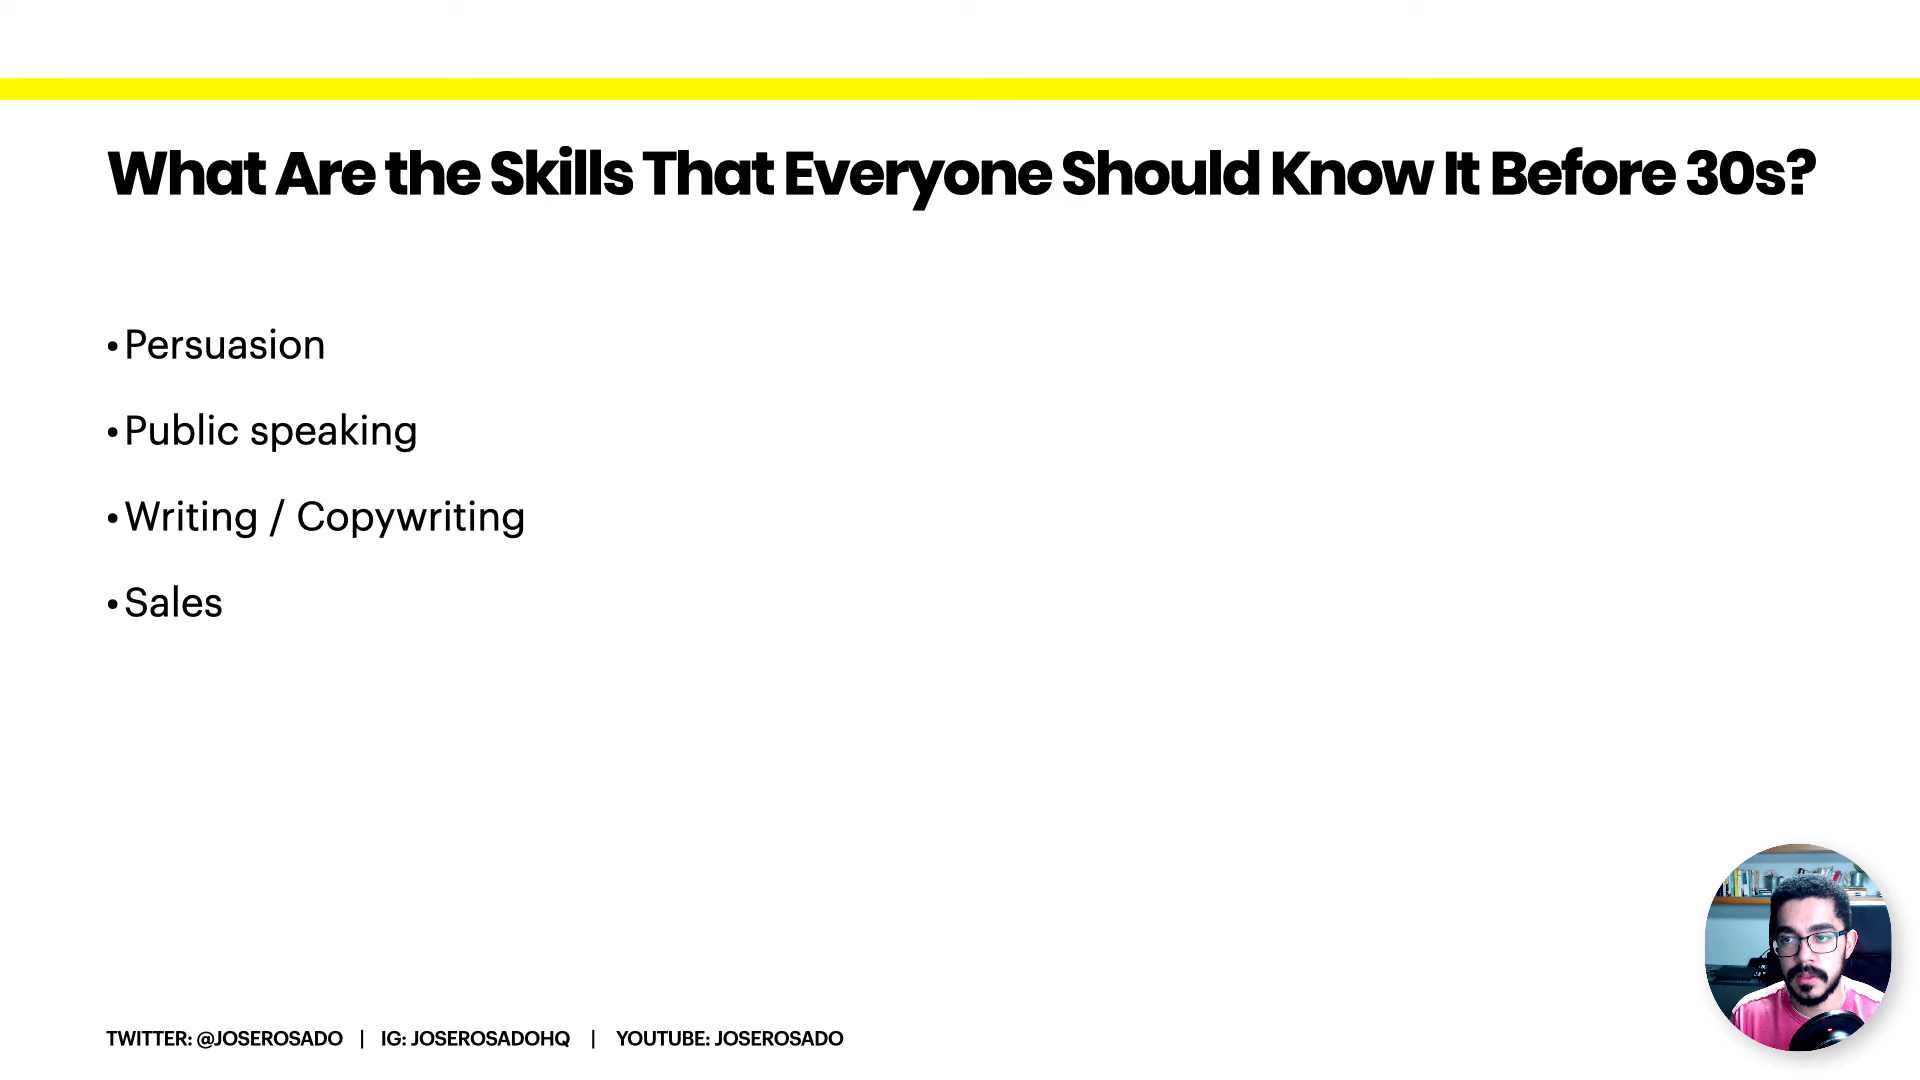 What Are the Skills That Everyone Should Know It Before 30s?
• Persuasion
• Public speaking
• Writing / Copywriting
• Sales
TWITTER: @JOSEROSADO | IG: JOSEROSADOHQ | YOUTUBE: JOSEROSADO